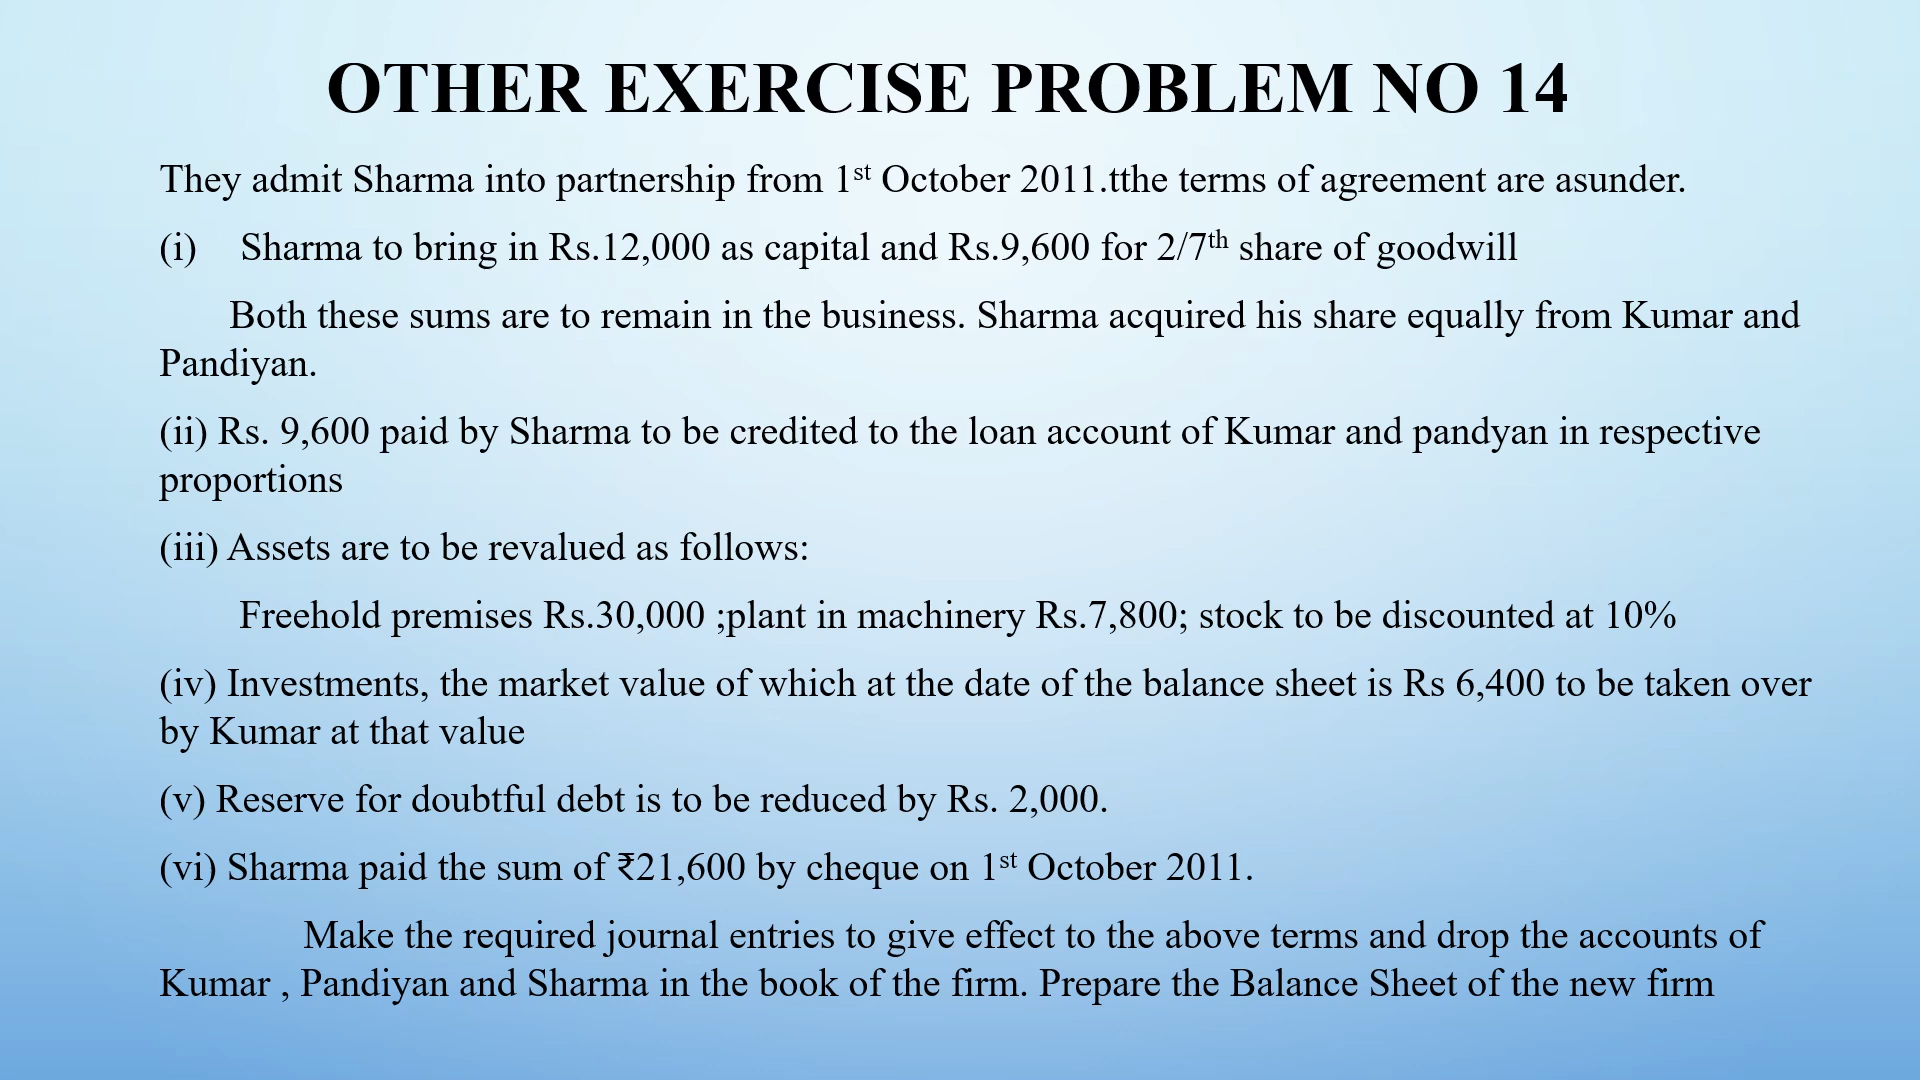 OTHER EXERCISE PROBLEM NO 14
They admit Sharma into partnership from 1st October 2011.tthe terms of agreement are asunder.
(i) Sharma to bring in Rs.12,000 as capital and Rs.9,600 for 2/7th share of goodwill
Both these sums are to remain in the business. Sharma acquired his share equally from Kumar and
Pandiyan.
(ii) Rs. 9,600 paid by Sharma to be credited to the loan account of Kumar and pandyan in respective
proportions
(iii) Assets are to be revalued as follows:
Freehold premises Rs.30,000 ;plant in machinery Rs.7,800; stock to be discounted at 10%
(iv) Investments, the market value of which at the date of the balance sheet is Rs 6,400 to be taken over
by Kumar at that value
(v) Reserve for doubtful debt is to be reduced by Rs. 2,000.
(vi) Sharma paid the sum of ₹21,600 by cheque on 1st October 2011.
Make the required journal entries to give effect to the above terms and drop the accounts of
Kumar , Pandiyan and Sharma in the book of the firm. Prepare the Balance Sheet of the new firm